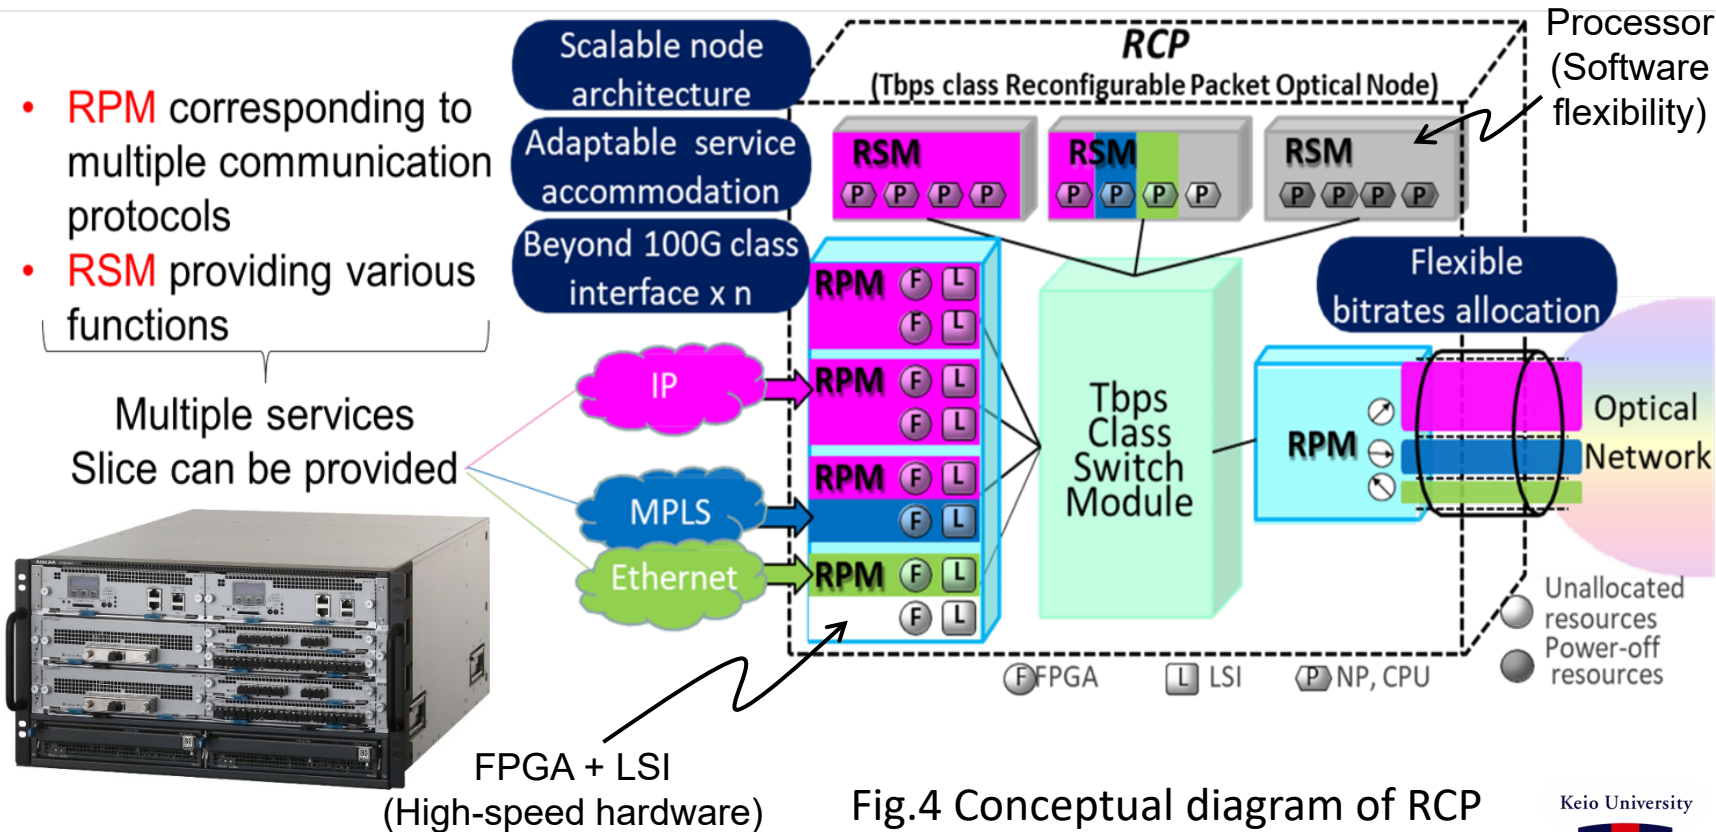 • RPM corresponding to
multiple communication
protocols
• RSM providing various
functions
Multiple services
Slice can be provided
Scalable node
architecture
Adaptable service
accommodation
Beyond 100G class
interface x n
RCP
(Tbps class Reconfigurable Packet Optical Node)
Processor
(Software
flexibility)
RSM
P P P P
RSM
P P P P
RSM
P P P P
Flexible
bitrates allocation
IP
MPLS
Ethernet
RPM F L
F L
RPM F L
F L
RPM F L
F L
RPM F L
F L
Tbps
Class
Switch
Module
RPM
Optical
Network
Unallocated
resources
Power-off
resources
F FPGA
L LSI
P NP, CPU
FPGA + LSI
(High-speed hardware)
Fig.4 Conceptual diagram of RCP
Keio University